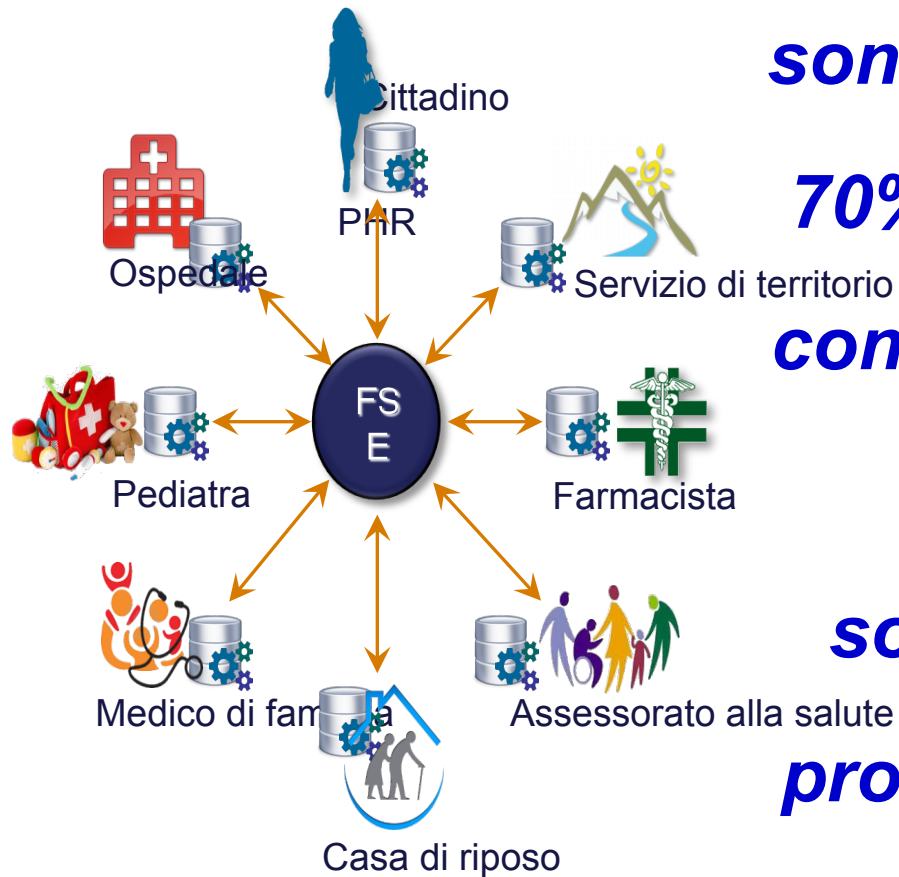 son
Cittadino
70%
PHR
Ospedale
Servizio di territorio
con
FS
E
Pediatra
Farmacista
so
Medico di famiglia
Assessorato alla salute
pro
Casa di riposo